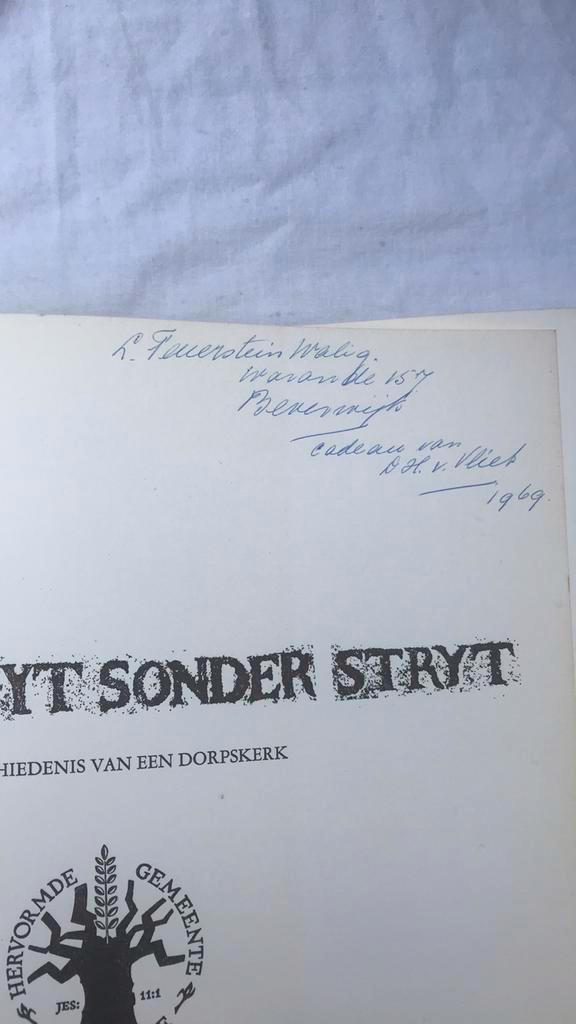 L. Feuerstein Walig.
Warande 157
Beverwijk
cadeau van
D.H. v. Vliet
1969.
YT SONDER STRYT
HIEDENIS VAN EEN DORPSKERK
HERVORMDE GEMEENTE
JES: 11:1